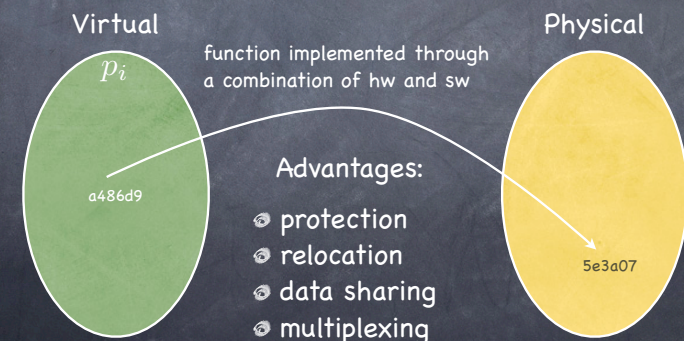 Virtual
Physical
p_i
function implemented through
a combination of hw and sw
a486d9
Advantages:
protection
relocation
data sharing
multiplexing
5e3a07